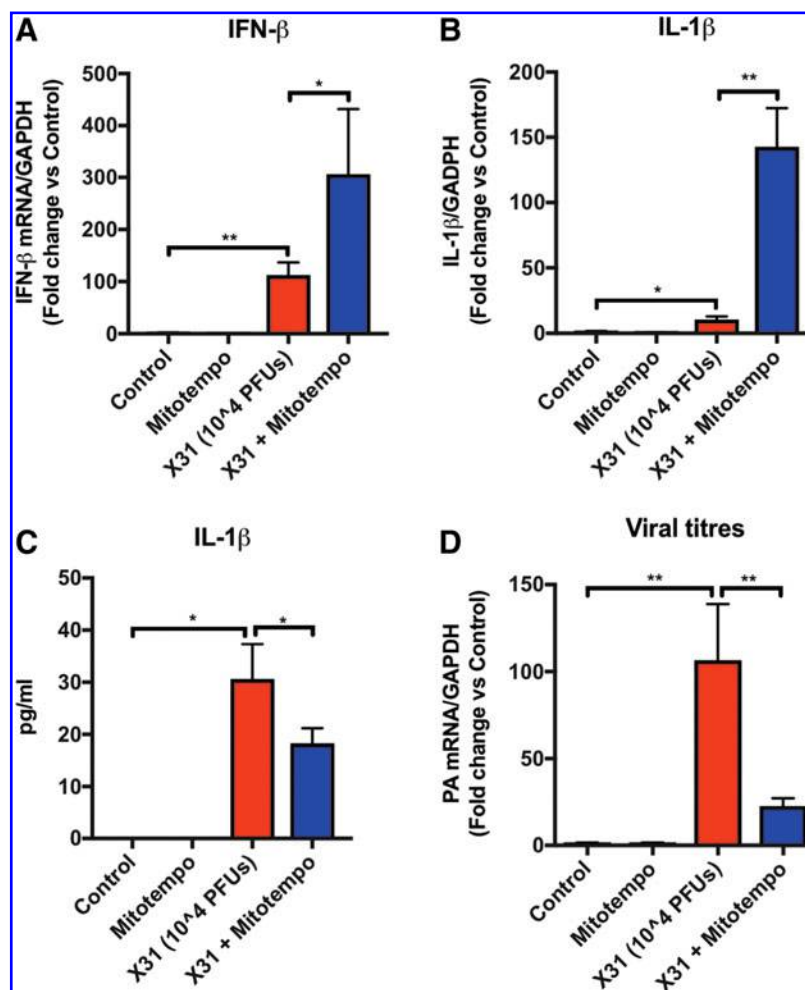 A
IFN-β
IFN-β mRNA/GAPDH
(Fold change vs Control)
500
400
300
200
100
0
*
**
Control
Mitotempo
X31 (10^4 PFUs)
X31 + Mitotempo
B
IL-1β
IL-1β/GADPH
(Fold change vs Control)
200
150
100
50
0
**
*
Control
Mitotempo
X31 (10^4 PFUs)
X31 + Mitotempo
C
IL-1β
pg/ml
50
40
30
20
10
0
*
*
Control
Mitotempo
X31 (10^4 PFUs)
X31 + Mitotempo
D
Viral titres
PA mRNA/GAPDH
(Fold change vs Control)
150
100
50
0
**
**
Control
Mitotempo
X31 (10^4 PFUs)
X31 + Mitotempo